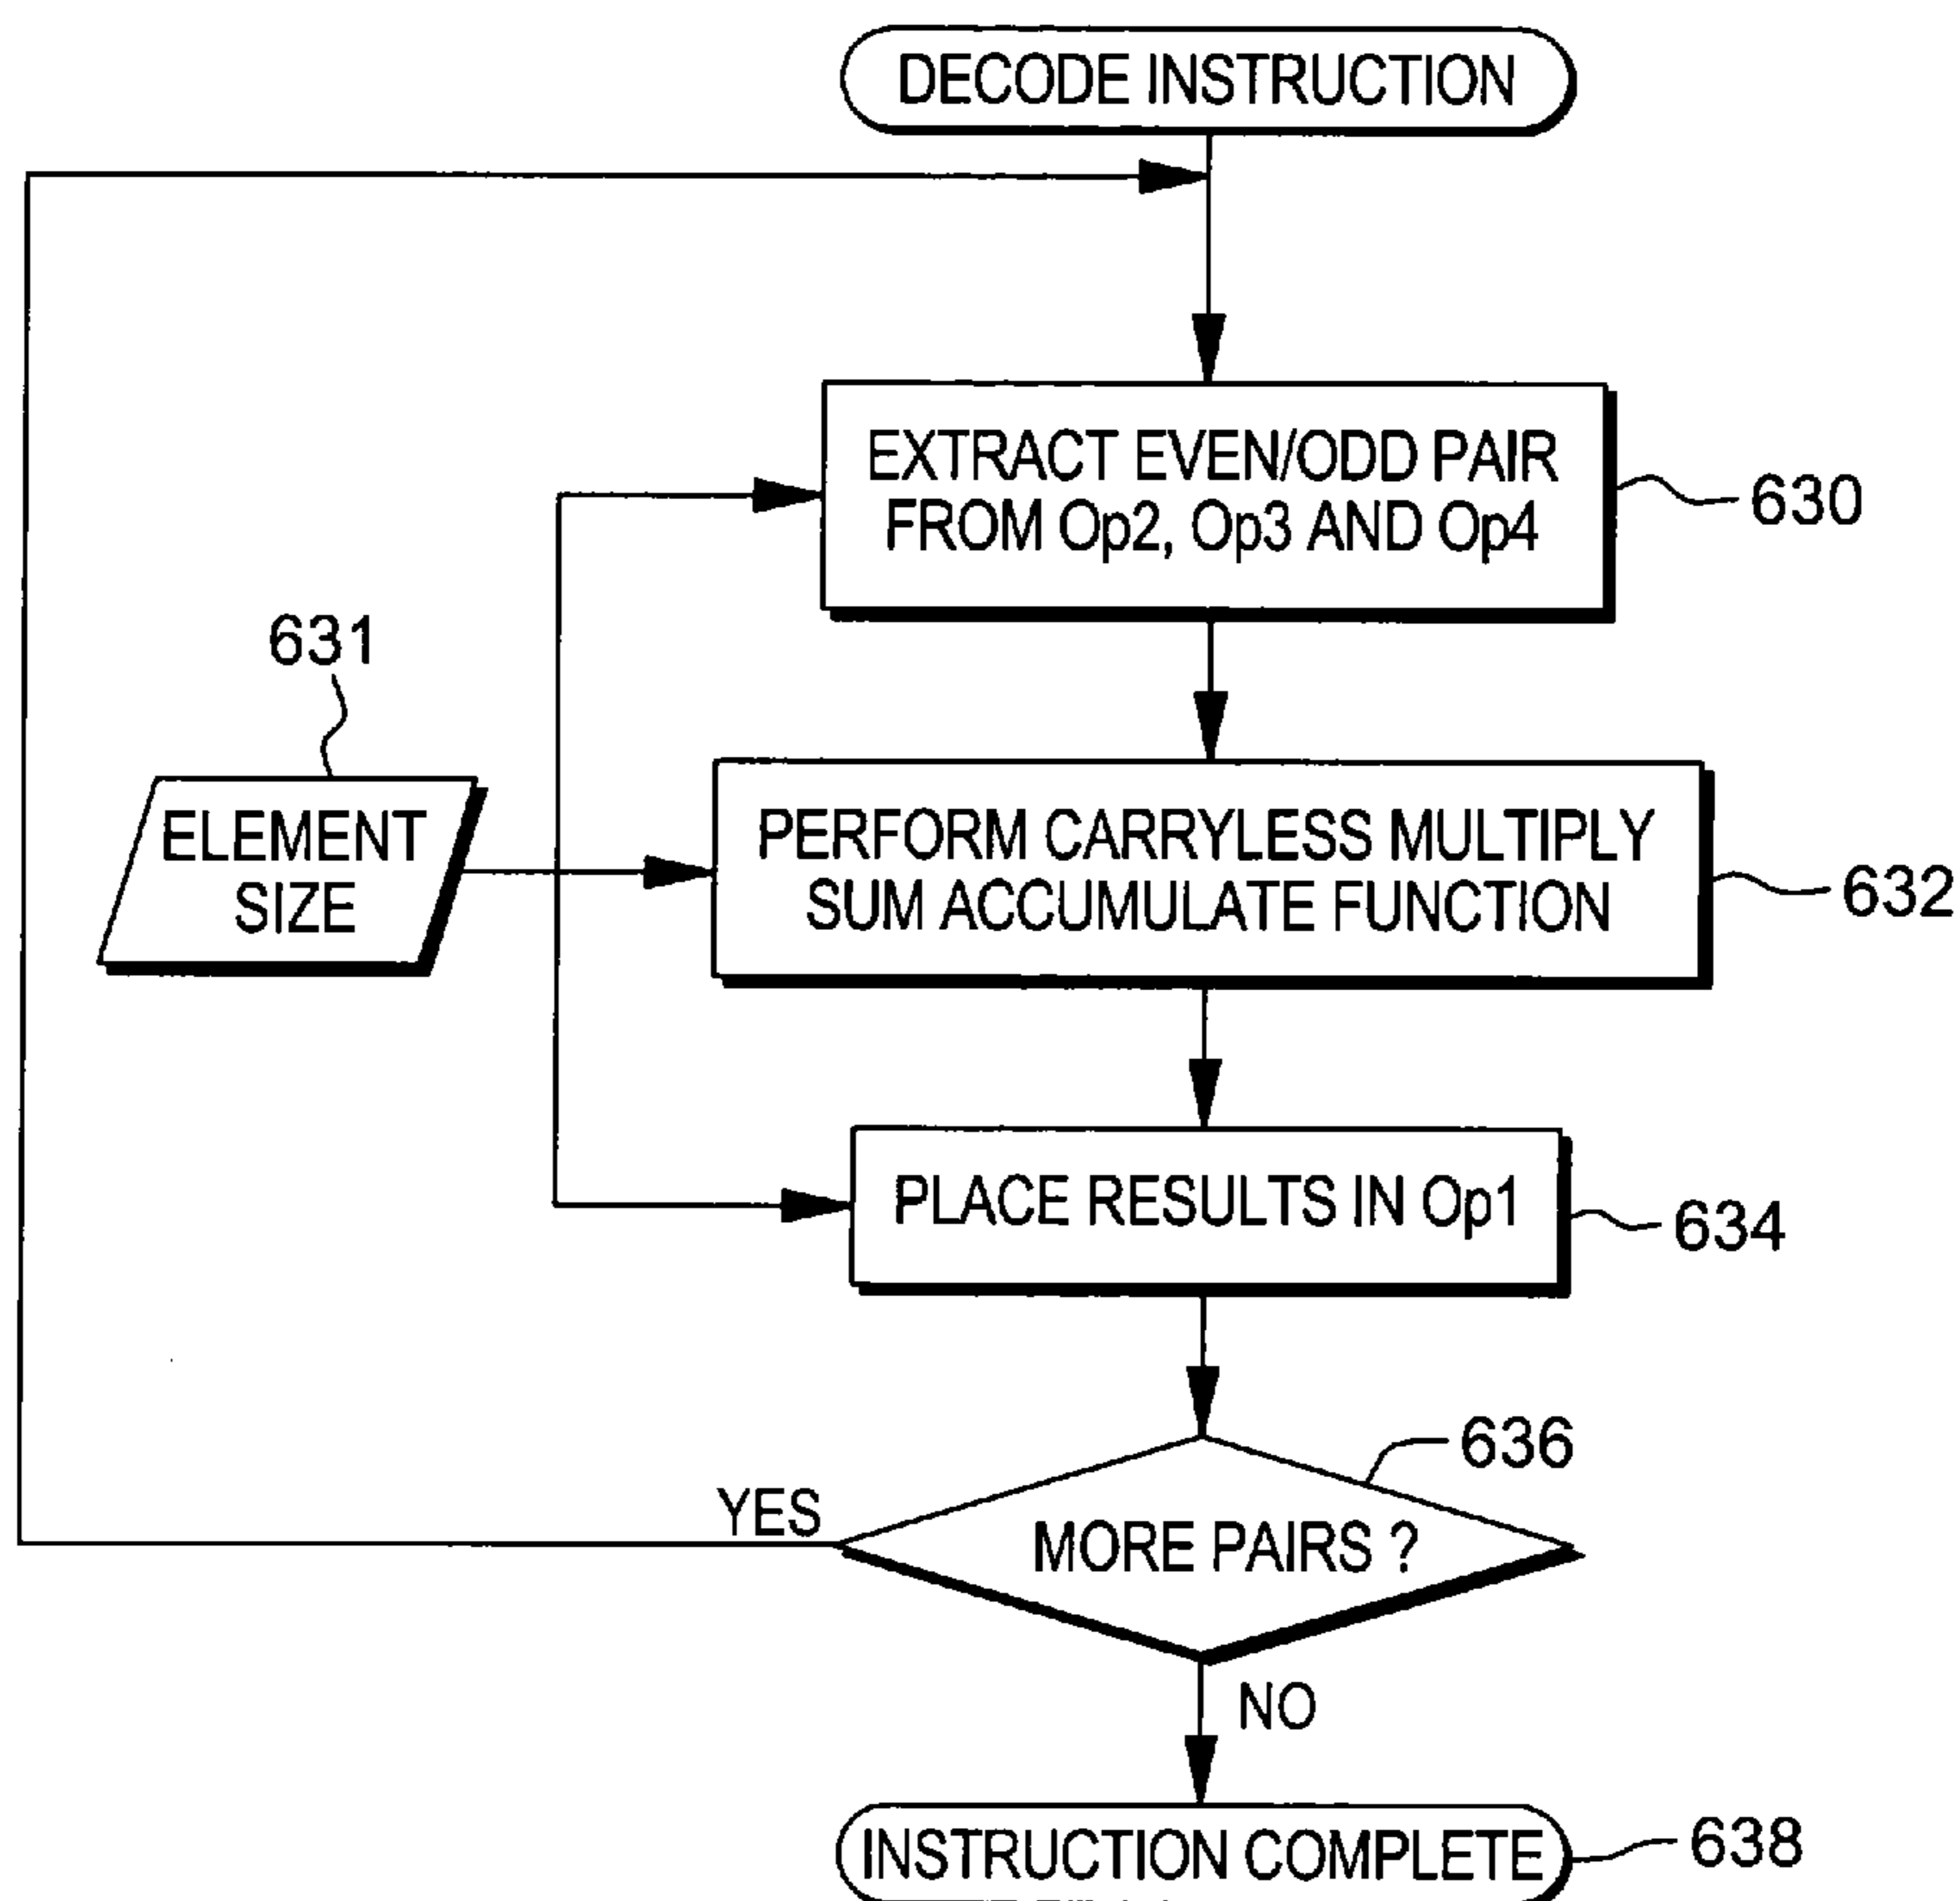 DECODE INSTRUCTION
EXTRACT EVEN/ODD PAIR
FROM Op2, Op3 AND Op4
630
631
ELEMENT
SIZE
PERFORM CARRYLESS MULTIPLY
SUM ACCUMULATE FUNCTION
632
PLACE RESULTS IN Op1
634
636
YES
MORE PAIRS ?
NO
INSTRUCTION COMPLETE
638